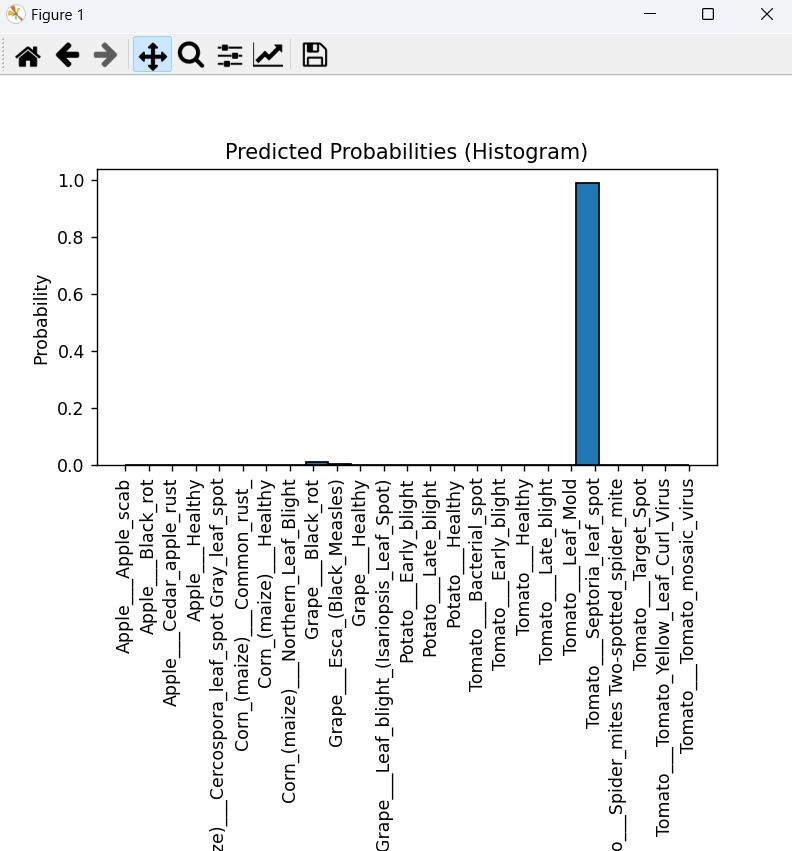 Figure 1
Predicted Probabilities (Histogram)
Probability
1.0
0.8
0.6
0.4
0.2
0.0
Apple___Apple_scab
Apple___Black_rot
Apple___Cedar_apple_rust
Apple___Healthy
ze)___Cercospora_leaf_spot Gray_leaf_spot
Corn_(maize)___Common_rust_
Corn_(maize)___Healthy
Corn_(maize)___Northern_Leaf_Blight
Grape___Black_rot
Grape___Esca_(Black_Measles)
Grape___Healthy
Grape___Leaf_blight_(Isariopsis_Leaf_Spot)
Potato___Early_blight
Potato___Late_blight
Potato___Healthy
Tomato___Bacterial_spot
Tomato___Early_blight
Tomato___Healthy
Tomato___Late_blight
Tomato___Leaf_Mold
Tomato___Septoria_leaf_spot
o___Spider_mites Two-spotted_spider_mite
Tomato___Target_Spot
Tomato___Tomato_Yellow_Leaf_Curl_Virus
Tomato___Tomato_mosaic_virus